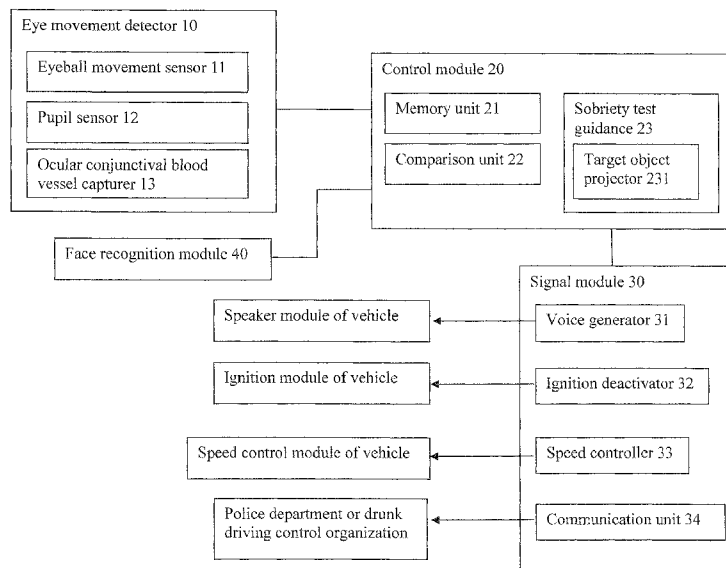 Eye movement detector 10
Eyeball movement sensor 11
Pupil sensor 12
Ocular conjunctival blood
vessel capturer 13
Control module 20
Memory unit 21
Comparison unit 22
Sobriety test
guidance 23
Target object
projector 231
Face recognition module 40
Signal module 30
Speaker module of vehicle
Voice generator 31
Ignition module of vehicle
Ignition deactivator 32
Speed control module of vehicle
Speed controller 33
Police department or drunk
driving control organization
Communication unit 34